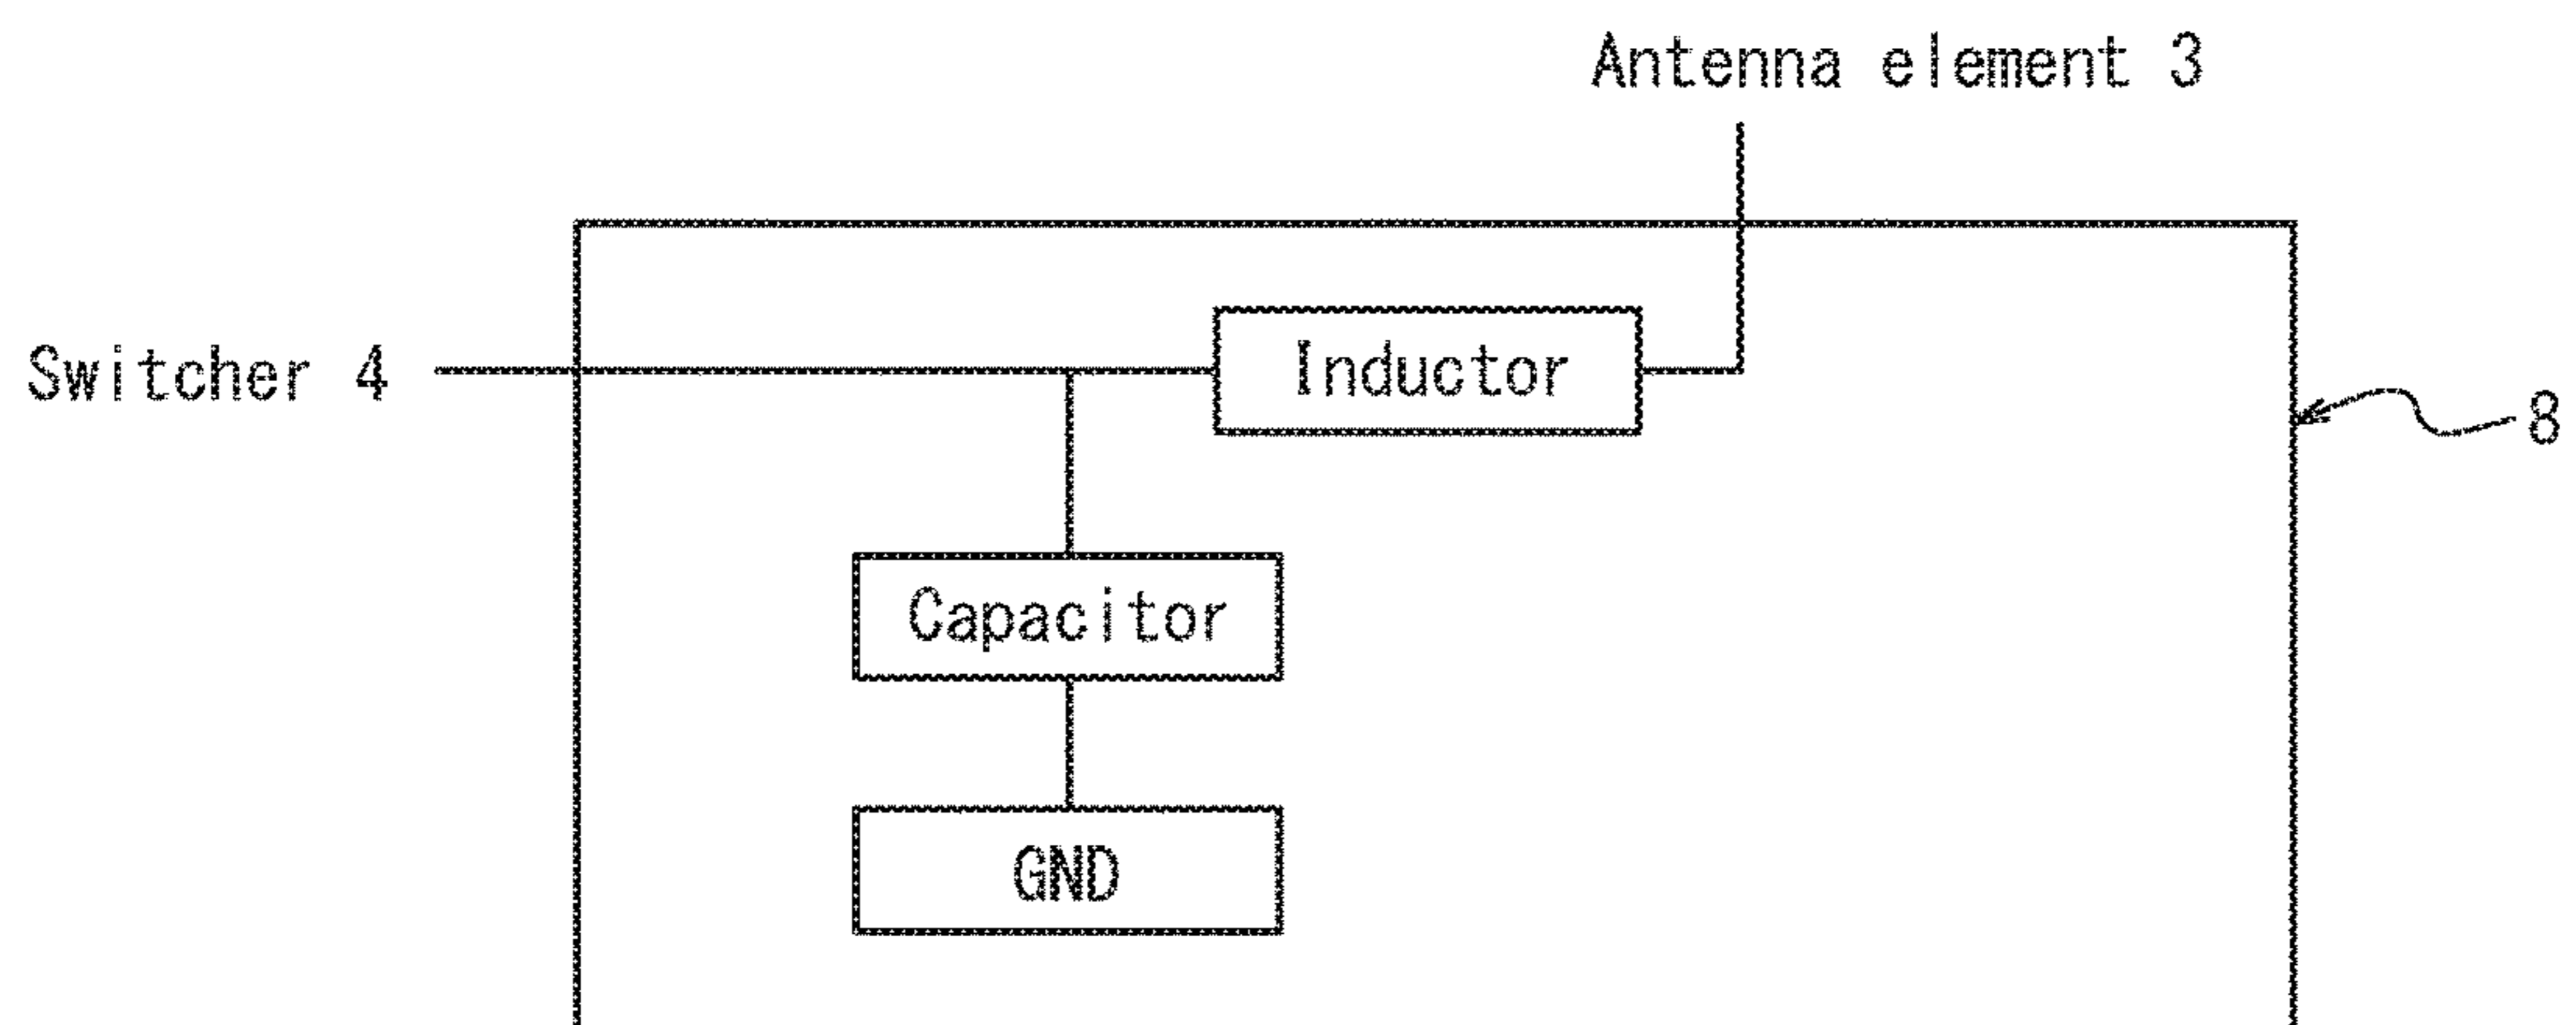 Antenna element 3
Switcher 4
Inductor
8
Capacitor
GND